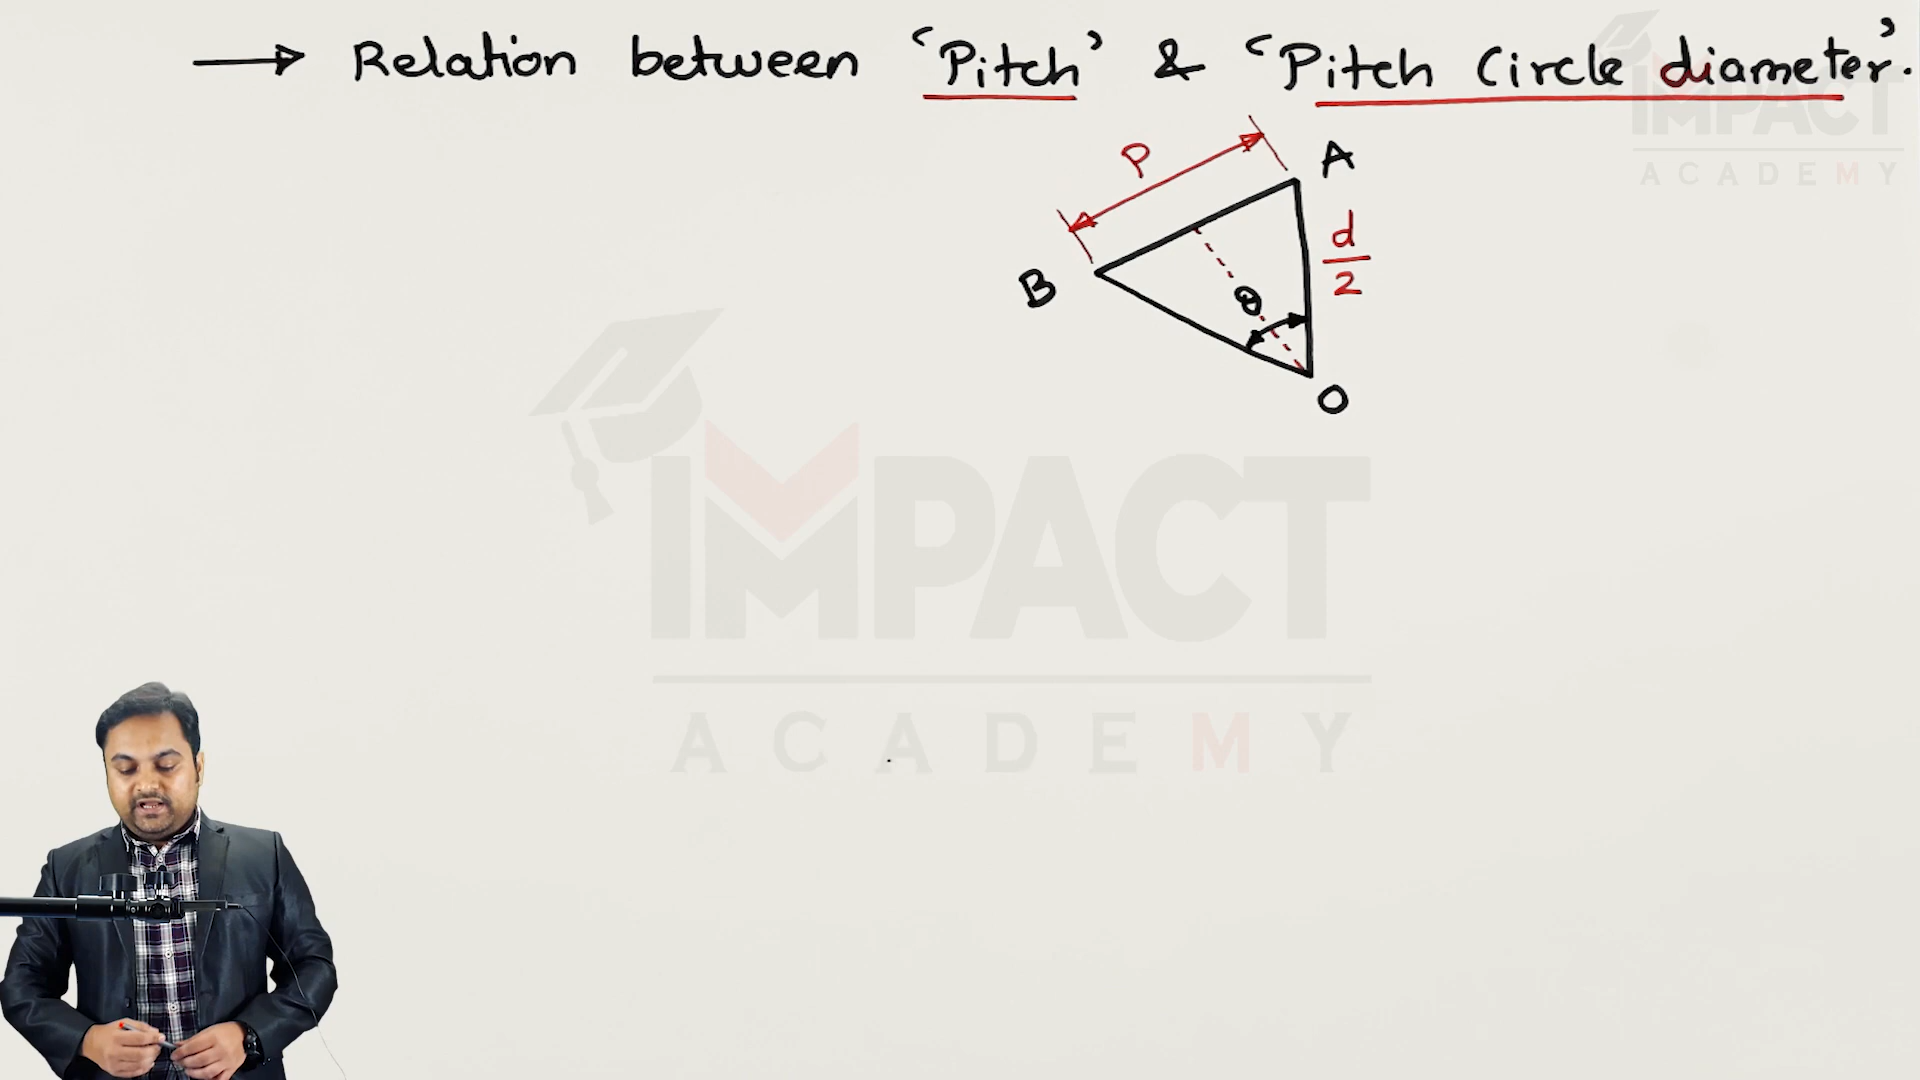 → Relation between 'Pitch' & 'Pitch Circle diameter'.
P
A
d
2
B
θ
O
IMPACT
ACADEMY
IMPACT
ACADEMY